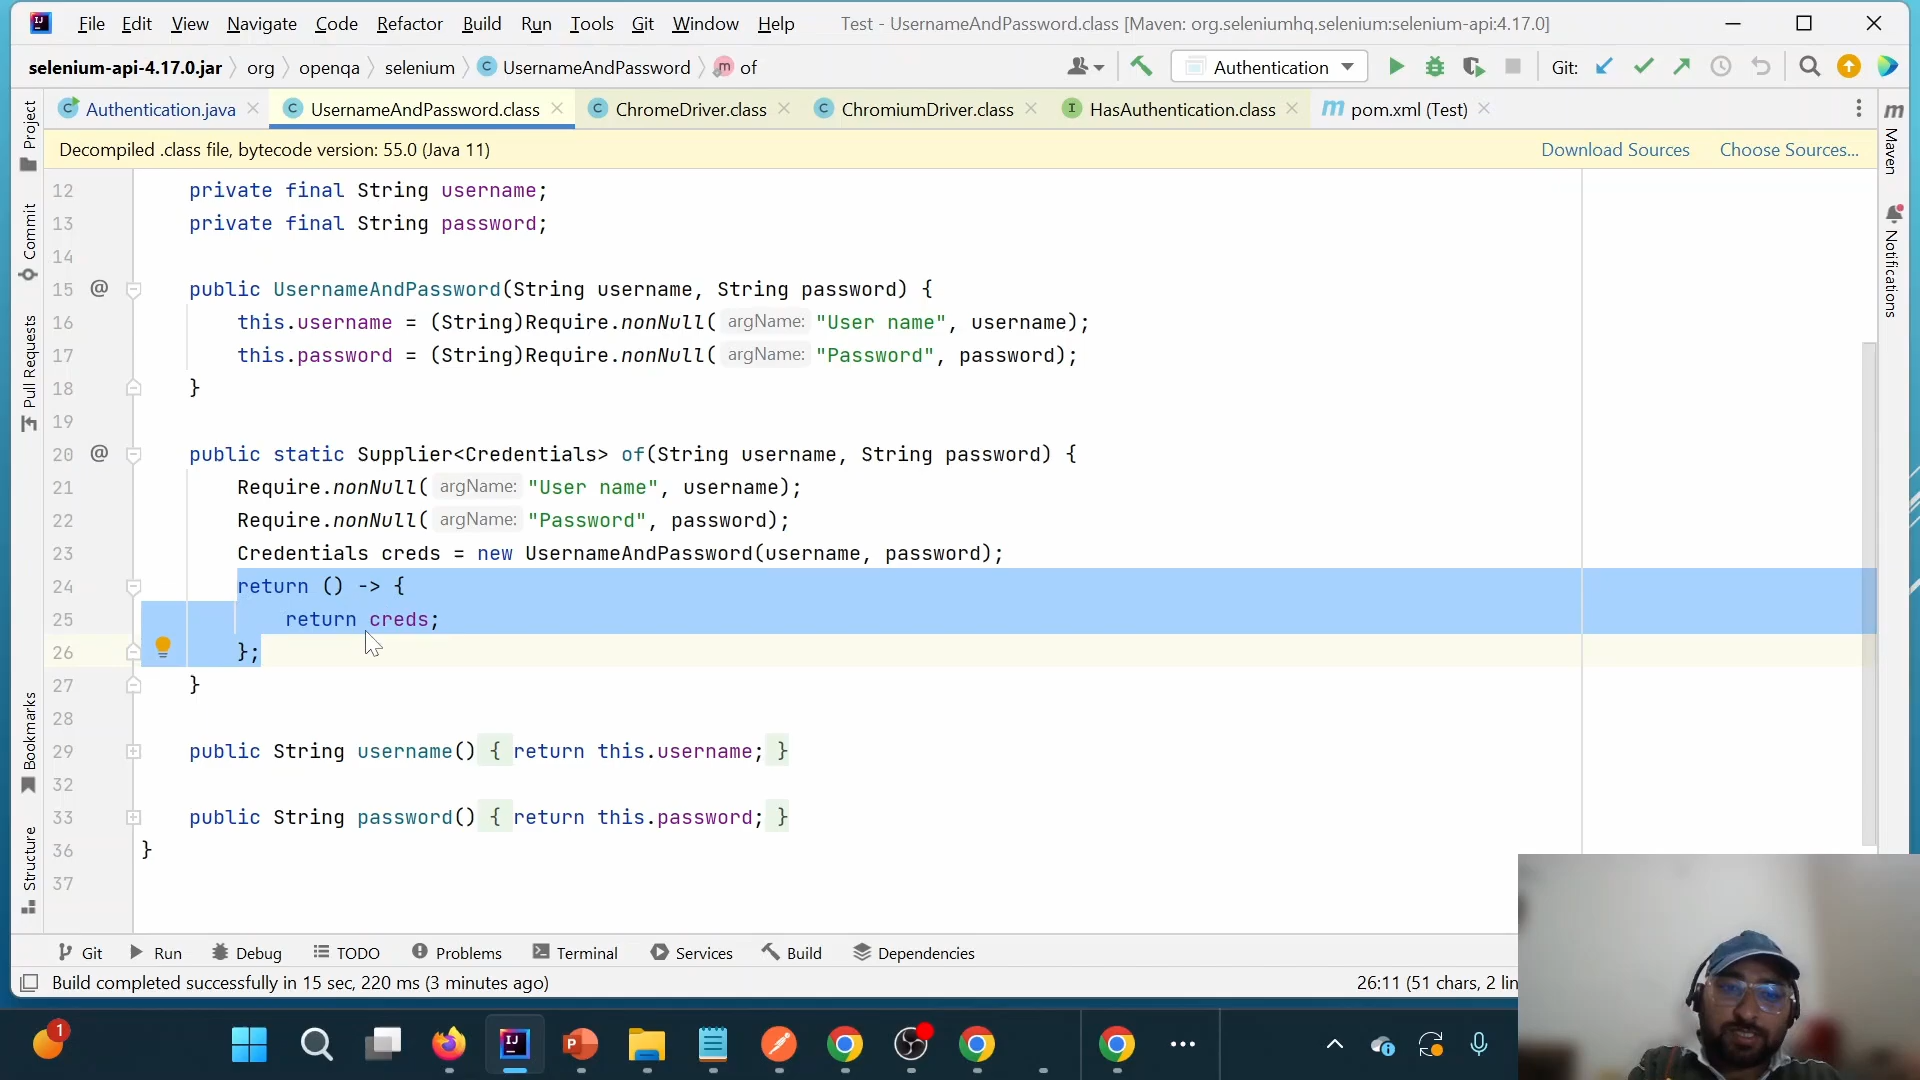 File Edit View Navigate Code Refactor Build Run Tools Git Window Help Test - UsernameAndPassword.class [Maven: org.seleniumhq.selenium:selenium-api:4.17.0]
selenium-api-4.17.0.jar org openqa selenium UsernameAndPassword of Authentication Git:
Authentication.java UsernameAndPassword.class ChromeDriver.class ChromiumDriver.class HasAuthentication.class pom.xml (Test)
Decompiled .class file, bytecode version: 55.0 (Java 11) Download Sources Choose Sources...
Project
Commit
Pull Requests
Bookmarks
Structure
Maven
Notifications
12 private final String username;
13 private final String password;
14
15 @ public UsernameAndPassword(String username, String password) {
16 this.username = (String)Require.nonNull( argName: "User name", username);
17 this.password = (String)Require.nonNull( argName: "Password", password);
18 }
19
20 @ public static Supplier<Credentials> of(String username, String password) {
21 Require.nonNull( argName: "User name", username);
22 Require.nonNull( argName: "Password", password);
23 Credentials creds = new UsernameAndPassword(username, password);
24 return () -> {
25 return creds;
26 };
27 }
28
29 public String username() { return this.username; }
32
33 public String password() { return this.password; }
36 }
37
Git Run Debug TODO Problems Terminal Services Build Dependencies
Build completed successfully in 15 sec, 220 ms (3 minutes ago) 26:11 (51 chars, 2 lin
1